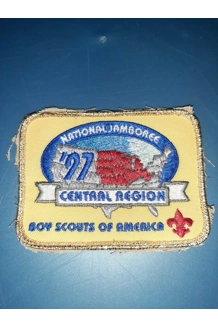 NATIONAL JAMBOREE
'97
CENTRAL REGION
BOY SCOUTS OF AMERICA